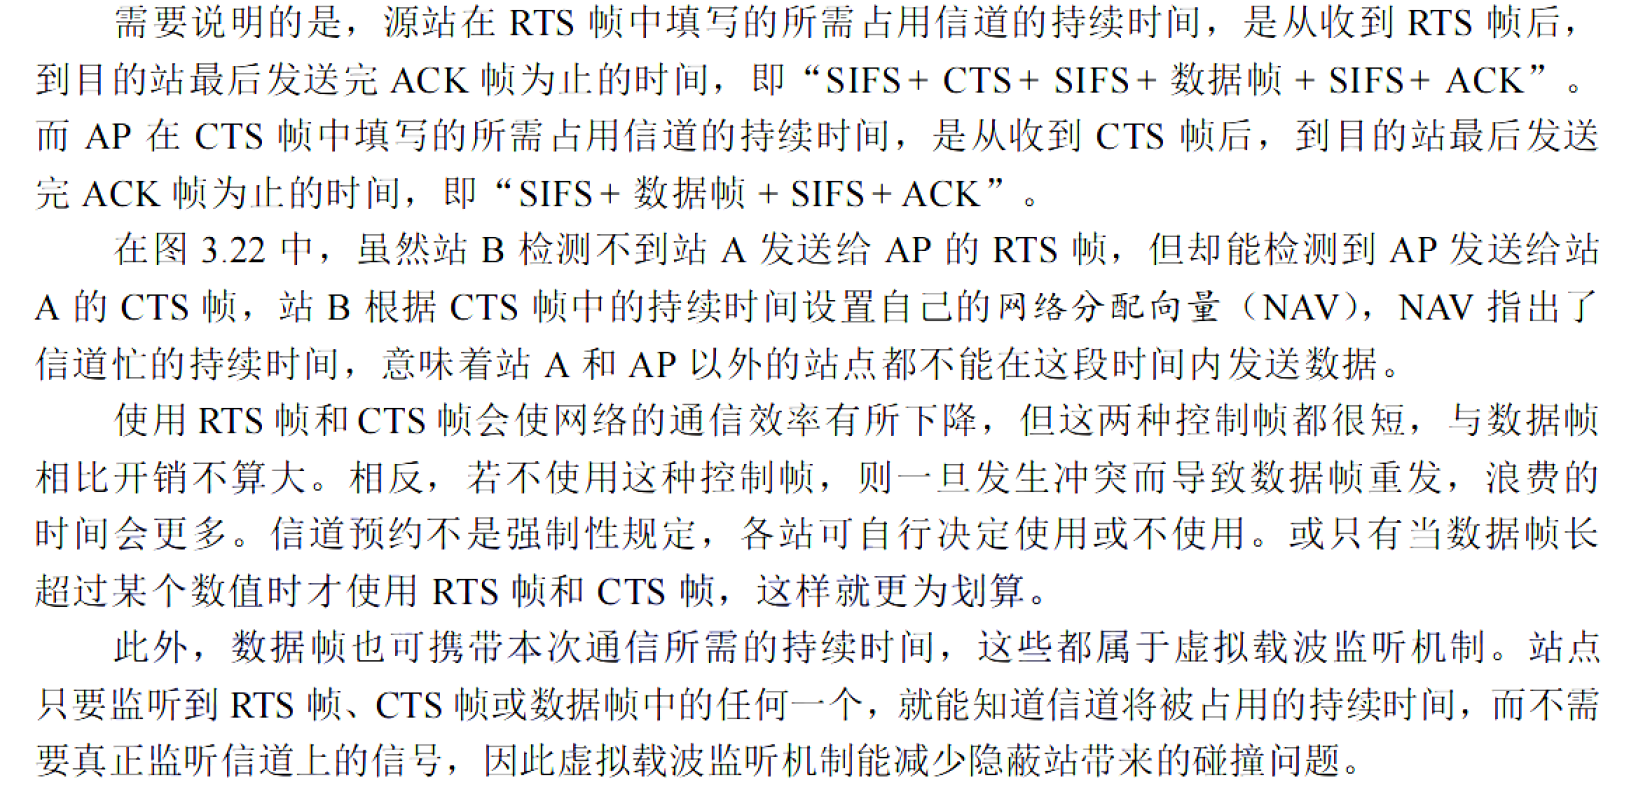 需要说明的是，源站在 RTS 帧中填写的所需占用信道的持续时间，是从收到 RTS 帧后，
到目的站最后发送完 ACK 帧为止的时间，即“SIFS+ CTS+ SIFS+ 数据帧 + SIFS+ ACK”。
而 AP 在 CTS 帧中填写的所需占用信道的持续时间，是从收到 CTS 帧后，到目的站最后发送
完 ACK 帧为止的时间，即“SIFS+ 数据帧 + SIFS+ ACK”。
在图 3.22 中，虽然站 B 检测不到站 A 发送给 AP 的 RTS 帧，但却能检测到 AP 发送给站
A 的 CTS 帧，站 B 根据 CTS 帧中的持续时间设置自己的网络分配向量（NAV），NAV 指出了
信道忙的持续时间，意味着站 A 和 AP 以外的站点都不能在这段时间内发送数据。
使用 RTS 帧和 CTS 帧会使网络的通信效率有所下降，但这两种控制帧都很短，与数据帧
相比开销不算大。相反，若不使用这种控制帧，则一旦发生冲突而导致数据帧重发，浪费的
时间会更多。信道预约不是强制性规定，各站可自行决定使用或不使用。或只有当数据帧长
超过某个数值时才使用 RTS 帧和 CTS 帧，这样就更为划算。
此外，数据帧也可携带本次通信所需的持续时间，这些都属于虚拟载波监听机制。站点
只要监听到 RTS 帧、CTS 帧或数据帧中的任何一个，就能知道信道将被占用的持续时间，而不需
要真正监听信道上的信号，因此虚拟载波监听机制能减少隐蔽站带来的碰撞问题。